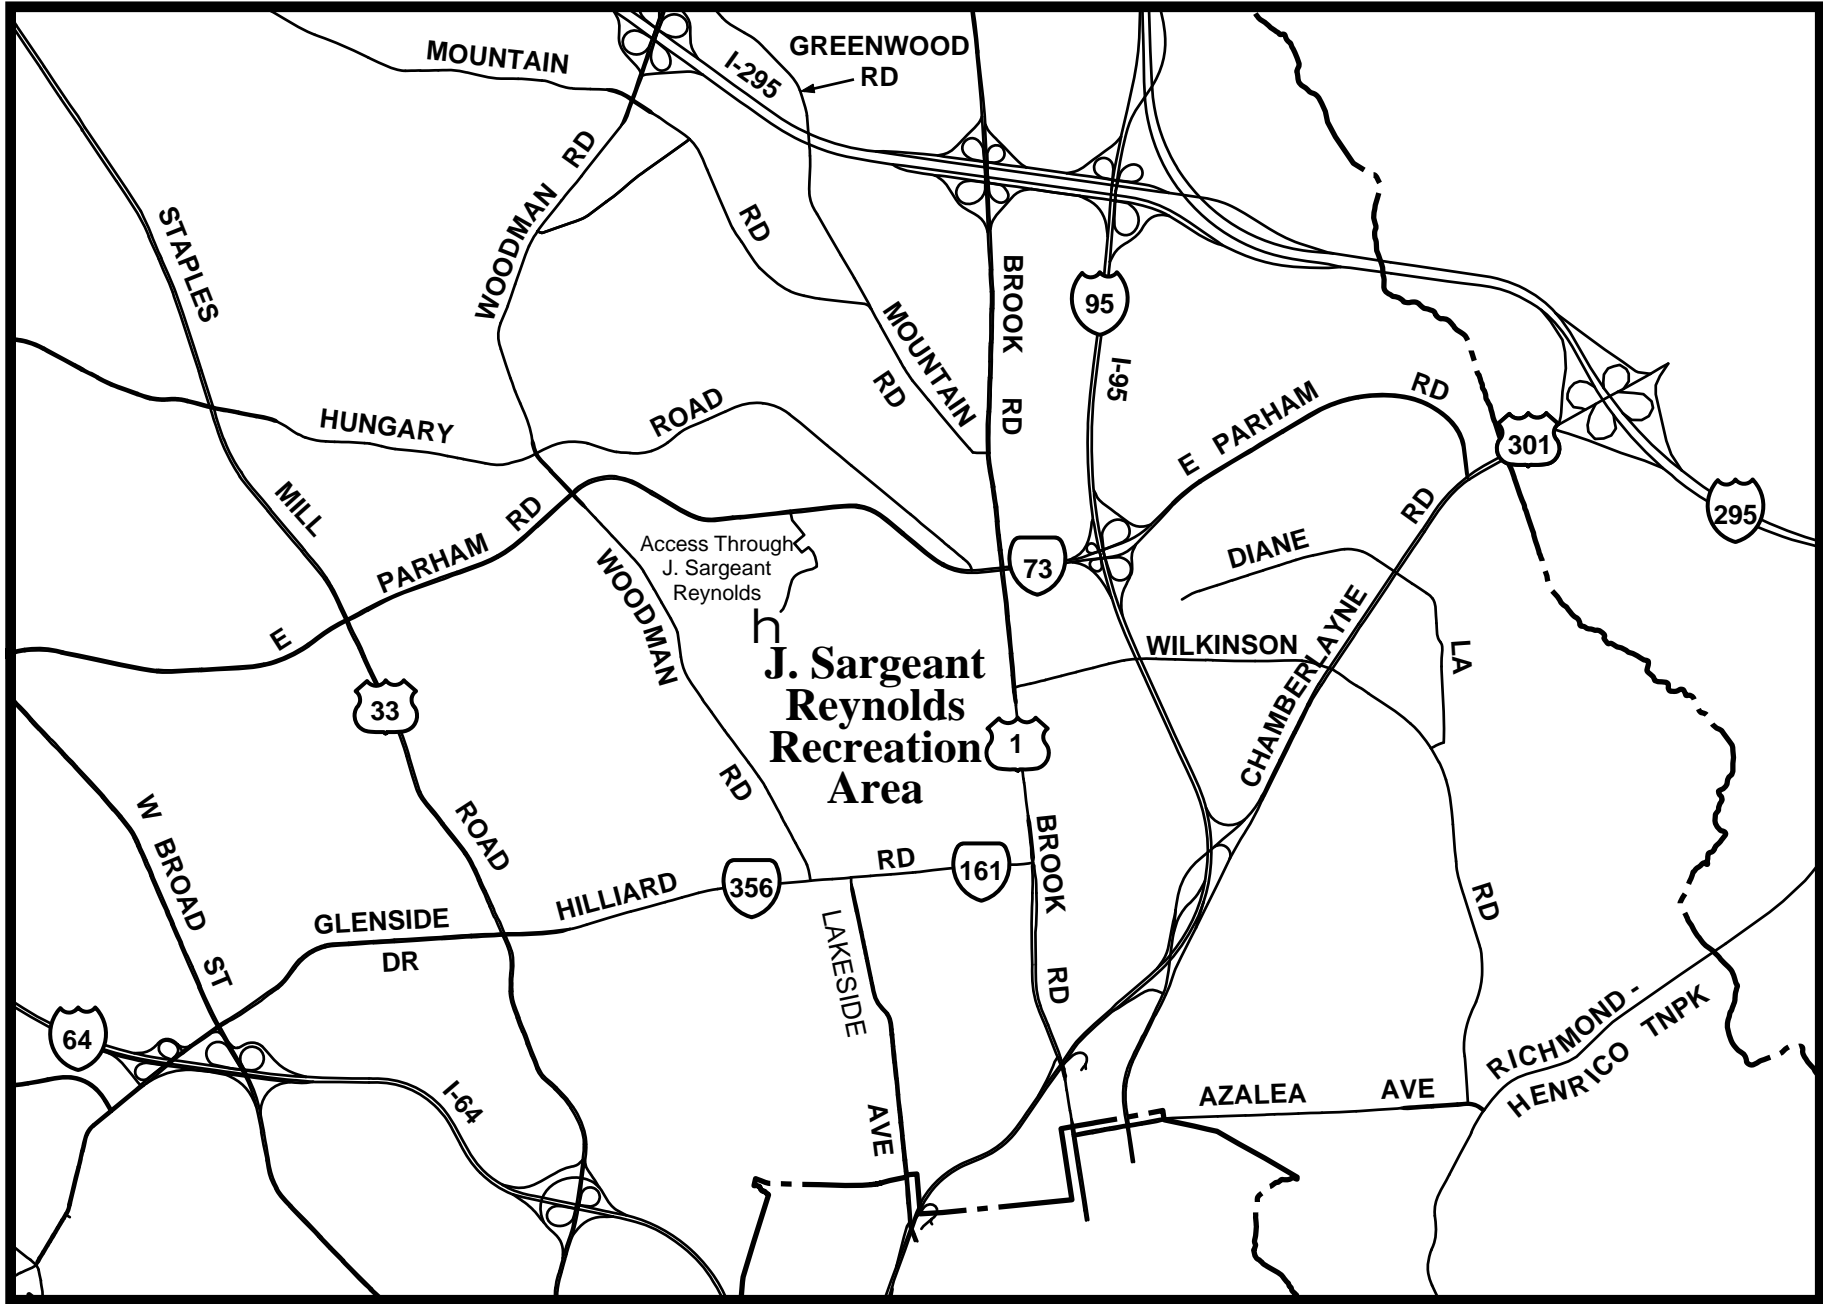 MOUNTAIN
RD
I-295
GREENWOOD
RD
WOODMAN RD
STAPLES
MILL
ROAD
33
BROOK
RD
95
I-95
MOUNTAIN
RD
HUNGARY
ROAD
E PARHAM
RD
301
295
E
PARHAM
RD
73
DIANE
LA
CHAMBERLAYNE
RD
WILKINSON
RD
WOODMAN
RD
Access Through
J. Sargeant
Reynolds
h
J. Sargeant
Reynolds
Recreation
Area
1
BROOK
RD
W BROAD ST
GLENSIDE
DR
HILLIARD
356
RD
161
LAKESIDE
AVE
64
I-64
AZALEA
AVE
RICHMOND -
HENRICO TNPK